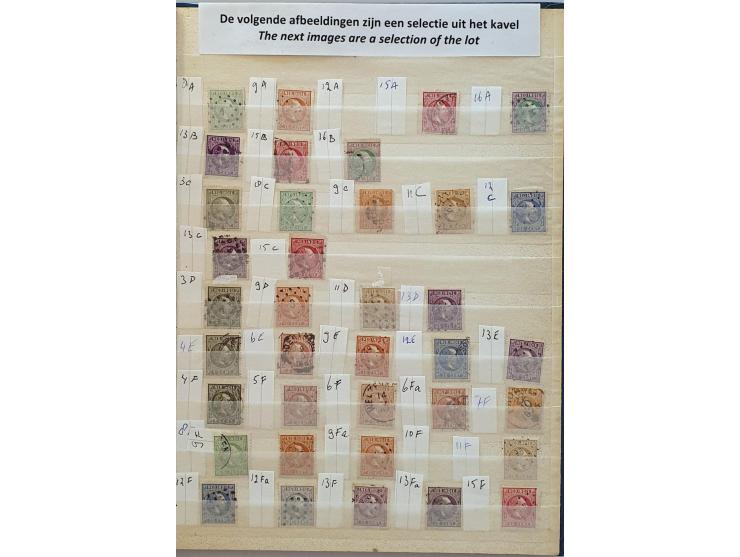 De volgende afbeeldingen zijn een selectie uit het kavel
The next images are a selection of the lot
9A 12A 15A 16A
13B 15B 16B
3C 9C 11C 12C
13C 15C
3D 9D 11D 13D
4E 6E 9E 12E 13E
4F 5F 6F 6Fa 7F
9Fa 10F 11F
12F 12Fa 13F 13Fa 15F